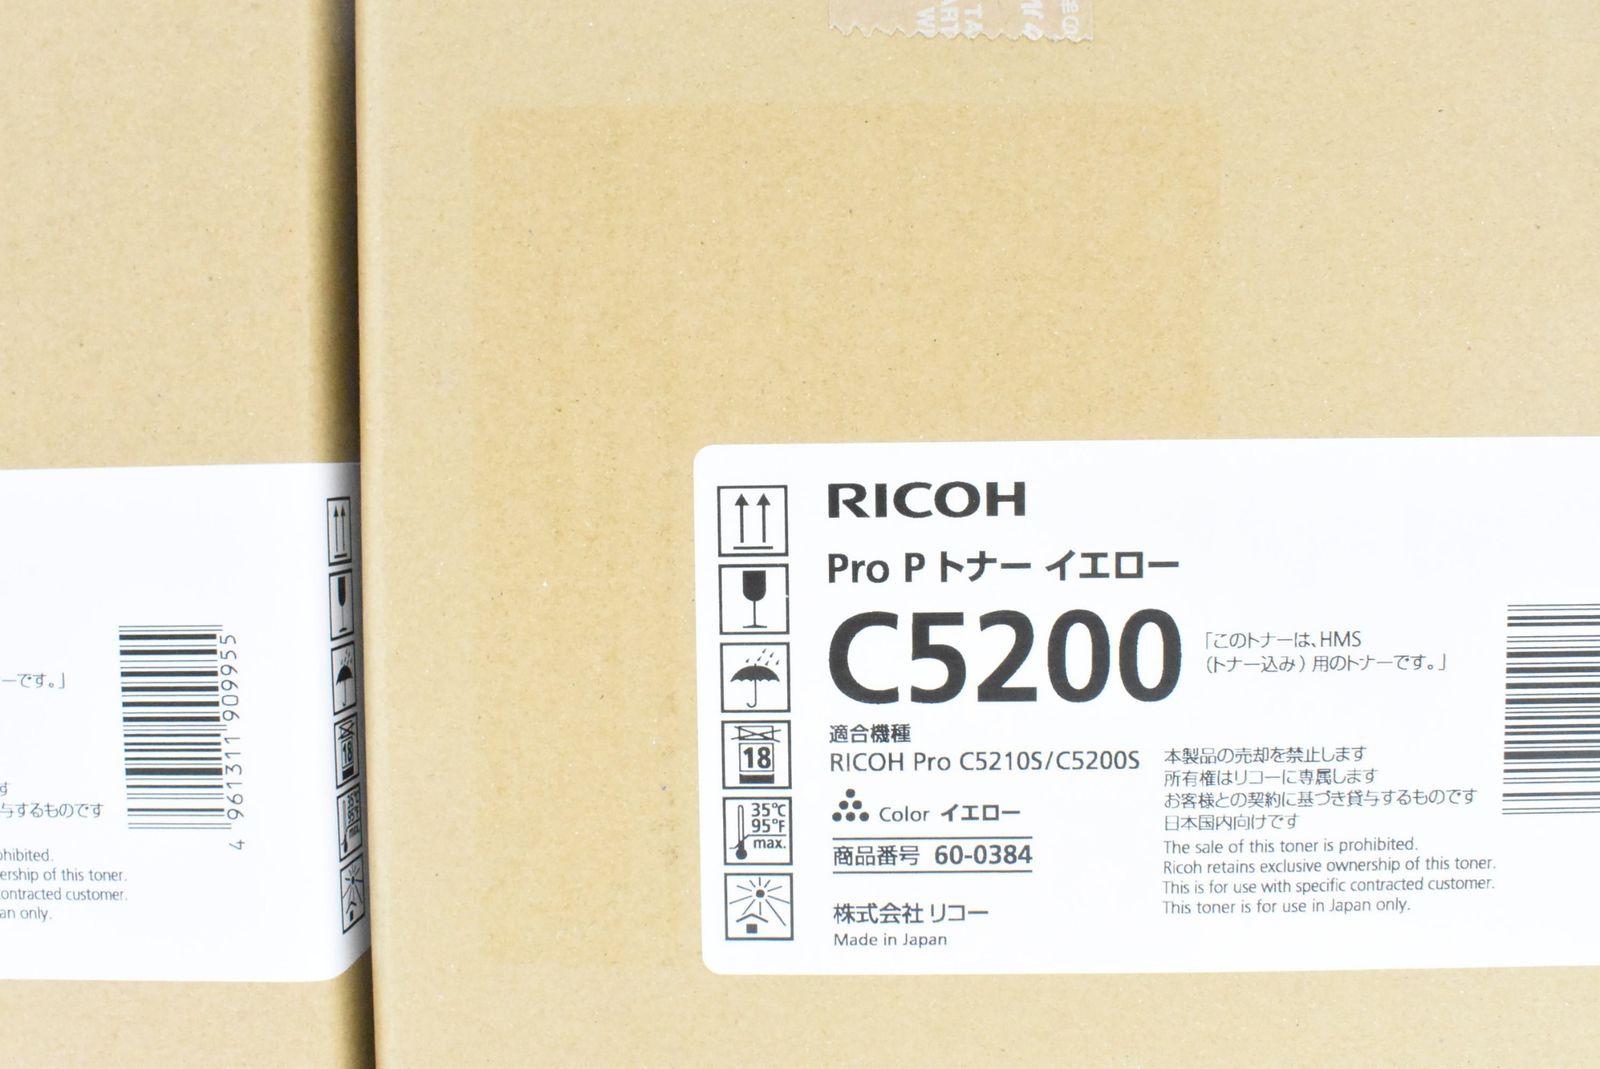 ーです。」
4961311909955
18
す
与するものです
ership of this toner.
contracted customer.
an only.
RICOH
Pro P トナー イエロー
C5200
「このトナーは、HMS
（トナー込み）用のトナーです。」
適合機種
RICOH Pro C5210S/C5200S
Color イエロー
商品番号 60-0384
株式会社 リコー
Made in Japan
18
35℃
95°F
max.
本製品の売却を禁止します
所有権はリコーに専属します
お客様との契約に基づき貸与するものです
日本国内向けです
The sale of this toner is prohibited.
Ricoh retains exclusive ownership of this toner.
This is for use with specific contracted customer.
This toner is for use in Japan only.